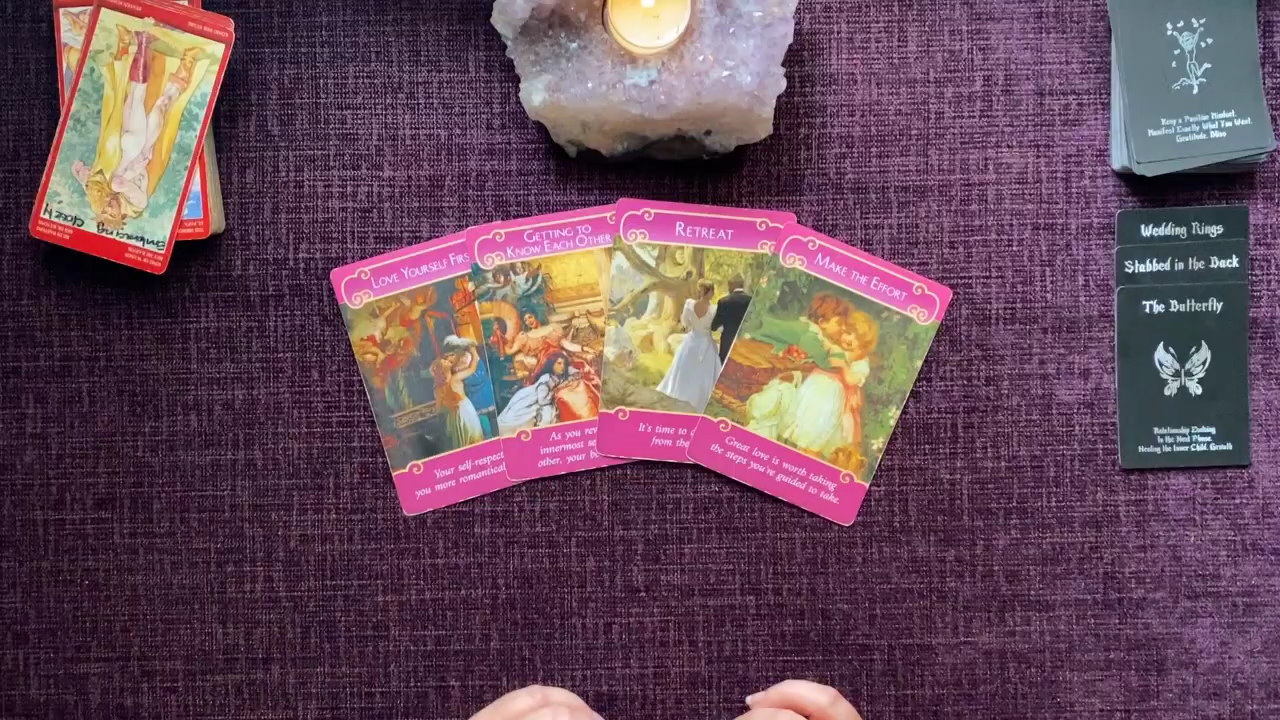 Embracing
Clozely
Keep a Positive Mindset.
Manifest Exactly What You Want.
Gratitude. Bliss
Wedding Rings
Stabbed in the Back
The Butterfly
Relationship Evolving
to the Next Phase.
Healing the Inner Child. Growth
LOVE YOURSELF FIRS
Your self-respect
you more romantical
GETTING TO
KNOW EACH OTHER
As you rev
innermost se
other, your b
RETREAT
It's time to
from the
MAKE THE EFFORT
Great love is worth taking
the steps you're guided to take.